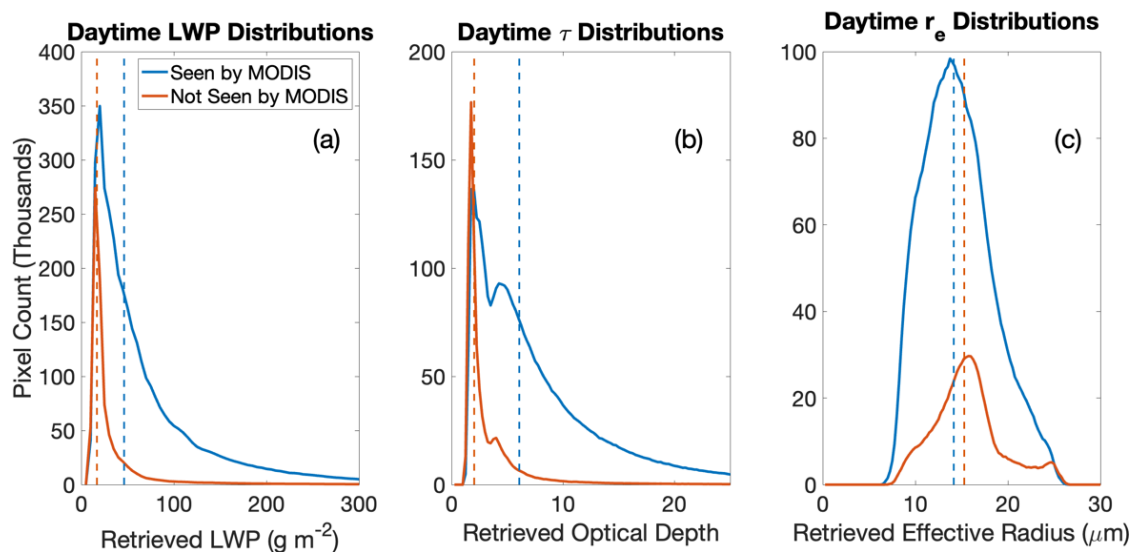 Daytime LWP Distributions
400
350
300
250
200
150
100
50
0
Pixel Count (Thousands)
Seen by MODIS
Not Seen by MODIS
(a)
0 100 200 300
Retrieved LWP (g m⁻²)
Daytime τ Distributions
200
150
100
50
0
(b)
0 10 20
Retrieved Optical Depth
Daytime rₑ Distributions
100
80
60
40
20
0
(c)
0 10 20 30
Retrieved Effective Radius (μm)